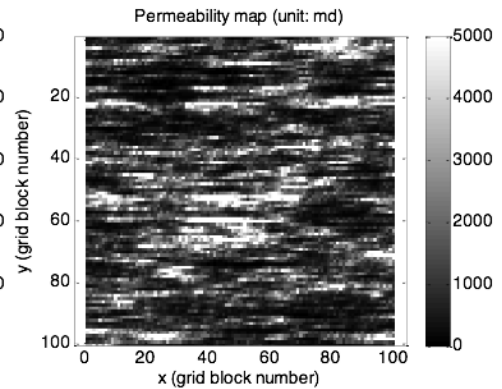 Permeability map (unit: md)
20
40
60
80
100
y (grid block number)
0 20 40 60 80 100
x (grid block number)
5000
4000
3000
2000
1000
0